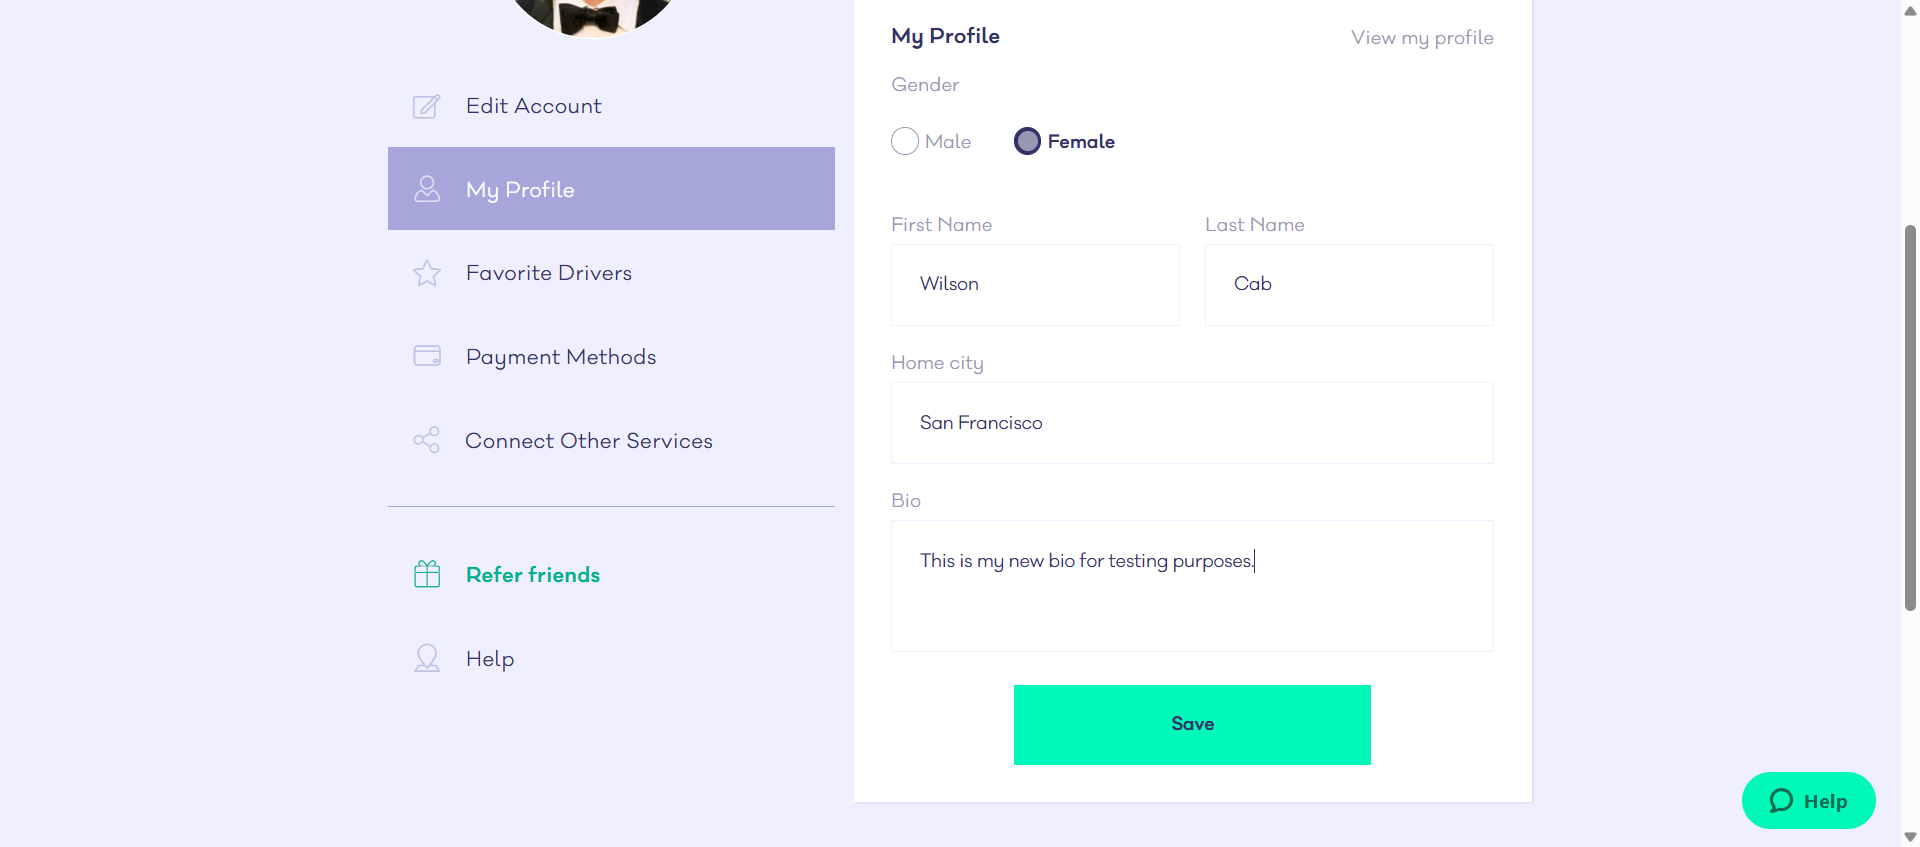 Edit Account
My Profile
Favorite Drivers
Payment Methods
Connect Other Services
Refer friends
Help
My Profile
View my profile
Gender
Male
Female
First Name
Last Name
Wilson
Cab
Home city
San Francisco
Bio
This is my new bio for testing purposes.
Save
Help